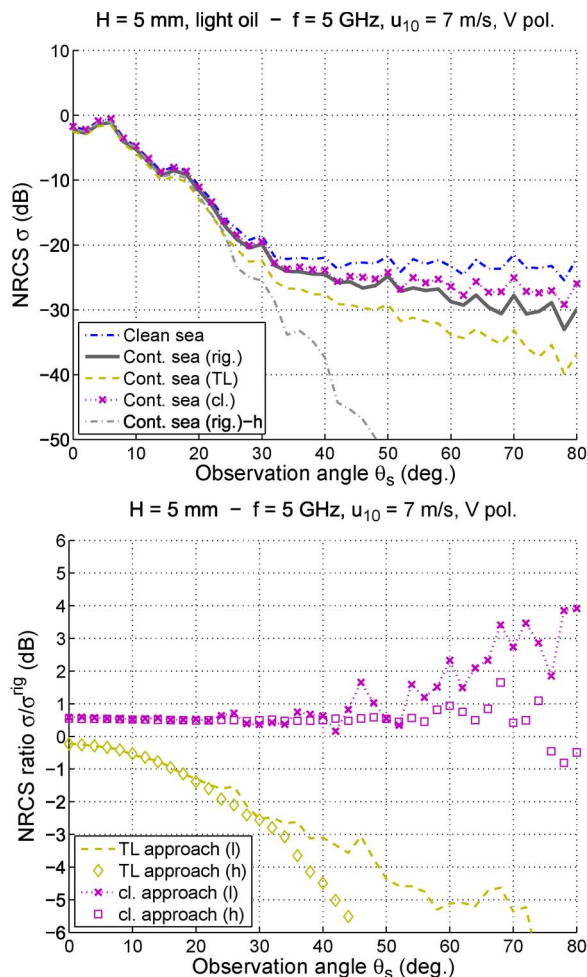 H = 5 mm, light oil − f = 5 GHz, u10 = 7 m/s, V pol.
10
0
−10
−20
−30
−40
−50
NRCS σ (dB)
Clean sea
Cont. sea (rig.)
Cont. sea (TL)
Cont. sea (cl.)
Cont. sea (rig.)−h
0 10 20 30 40 50 60 70 80
Observation angle θs (deg.)
H = 5 mm − f = 5 GHz, u10 = 7 m/s, V pol.
6
5
4
3
2
1
0
−1
−2
−3
−4
−5
−6
NRCS ratio σ/σrig (dB)
TL approach (l)
TL approach (h)
cl. approach (l)
cl. approach (h)
0 10 20 30 40 50 60 70 80
Observation angle θs (deg.)